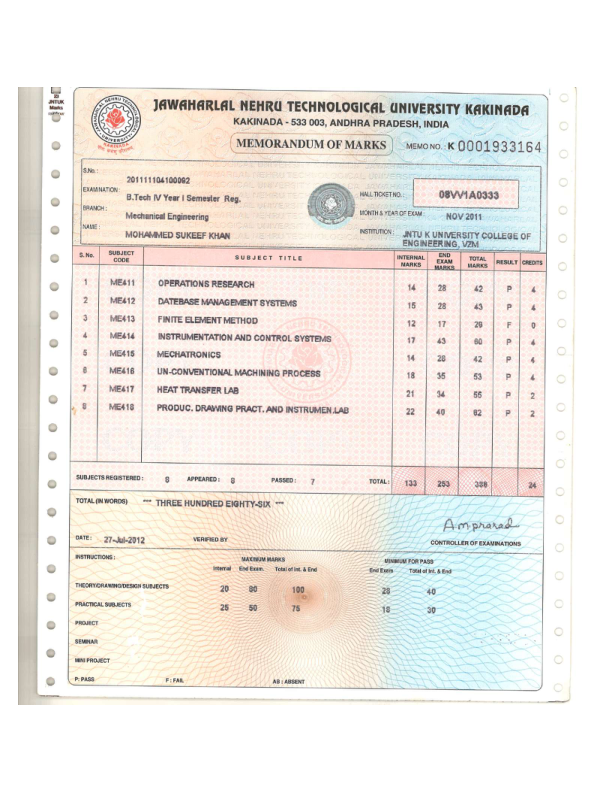 JNTUK
Marks
JAWAHARLAL NEHRU TECHNOLOGICAL UNIVERSITY KAKINADA
KAKINADA - 533 003, ANDHRA PRADESH, INDIA
MEMORANDUM OF MARKS
MEMO NO. : K 0001933164
S.No. : 201111104100092
EXAMINATION : B.Tech IV Year I Semester Reg.
HALL TICKET NO. : 08VV1A0333
BRANCH : Mechanical Engineering
MONTH & YEAR OF EXAM NOV 2011
NAME : MOHAMMED SUKEEF KHAN
INSTITUTION : JNTU K UNIVERSITY COLLEGE OF
ENGINEERING, VZM
S. No. SUBJECT CODE SUBJECT TITLE INTERNAL MARKS END EXAM MARKS TOTAL MARKS RESULT CREDITS
1 ME411 OPERATIONS RESEARCH 14 28 42 P 4
2 ME412 DATEBASE MANAGEMENT SYSTEMS 15 28 43 P 4
3 ME413 FINITE ELEMENT METHOD 12 17 29 F 0
4 ME414 INSTRUMENTATION AND CONTROL SYSTEMS 17 43 60 P 4
5 ME415 MECHATRONICS 14 28 42 P 4
6 ME416 UN-CONVENTIONAL MACHINING PROCESS 18 35 53 P 4
7 ME417 HEAT TRANSFER LAB 21 34 55 P 2
8 ME418 PRODUC. DRAWING PRACT. AND INSTRUMEN.LAB 22 40 62 P 2
SUBJECTS REGISTERED : 8 APPEARED : 8 PASSED : 7 TOTAL : 133 253 386 24
TOTAL (IN WORDS) *** THREE HUNDRED EIGHTY-SIX ***
Amprasad
DATE : 27-Jul-2012 VERIFIED BY CONTROLLER OF EXAMINATIONS
INSTRUCTIONS : MAXIMUM MARKS MINIMUM FOR PASS
Internal End Exam. Total of Int. & End End Exam Total of Int. & End
THEORY/DRAWING/DESIGN SUBJECTS 20 80 100 28 40
PRACTICAL SUBJECTS 25 50 75 18 30
PROJECT
SEMINAR
MINI PROJECT
P: PASS F : FAIL AB : ABSENT